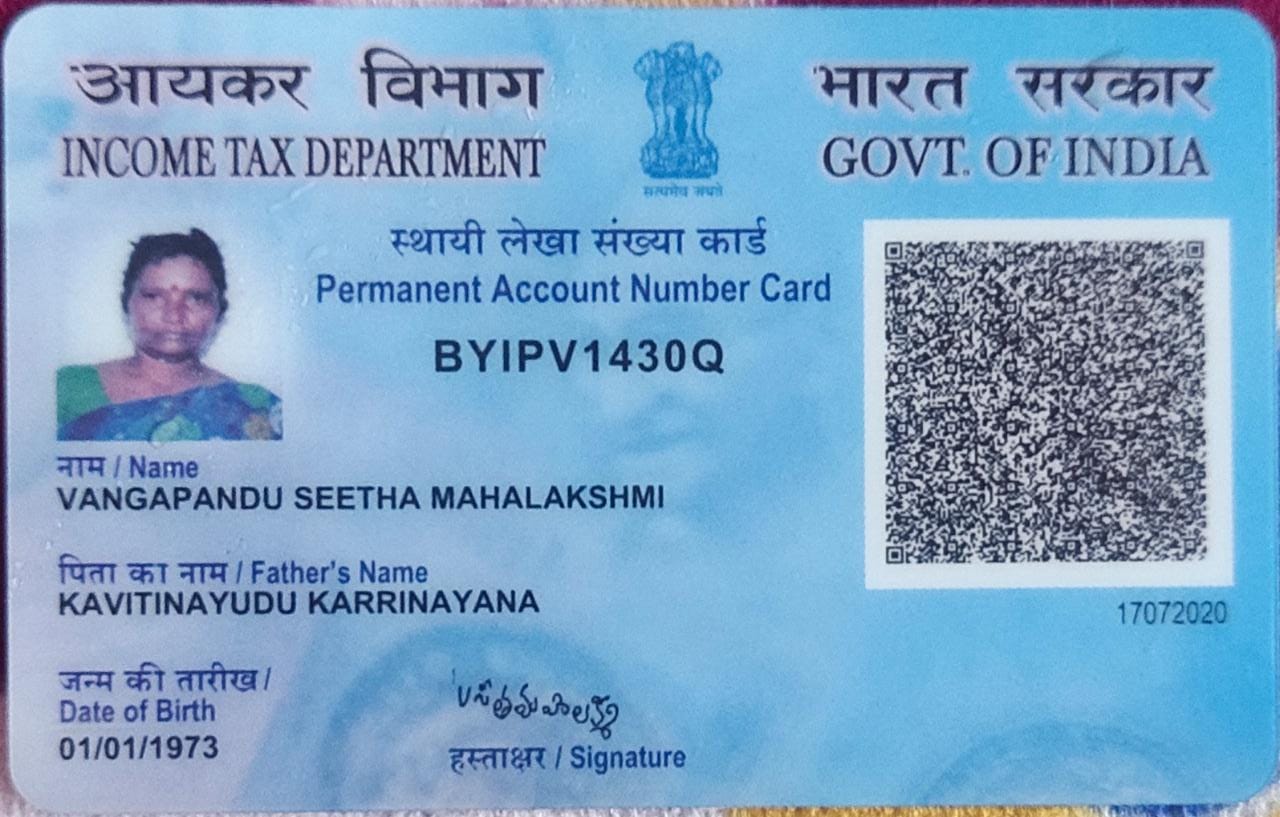 आयकर विभाग
INCOME TAX DEPARTMENT
सत्यमेव जयते
भारत सरकार
GOVT. OF INDIA
स्थायी लेखा संख्या कार्ड
Permanent Account Number Card
BYIPV1430Q
नाम / Name
VANGAPANDU SEETHA MAHALAKSHMI
पिता का नाम / Father's Name
KAVITINAYUDU KARRINAYANA
17072020
जन्म की तारीख /
Date of Birth
01/01/1973
हस्ताक्षर / Signature